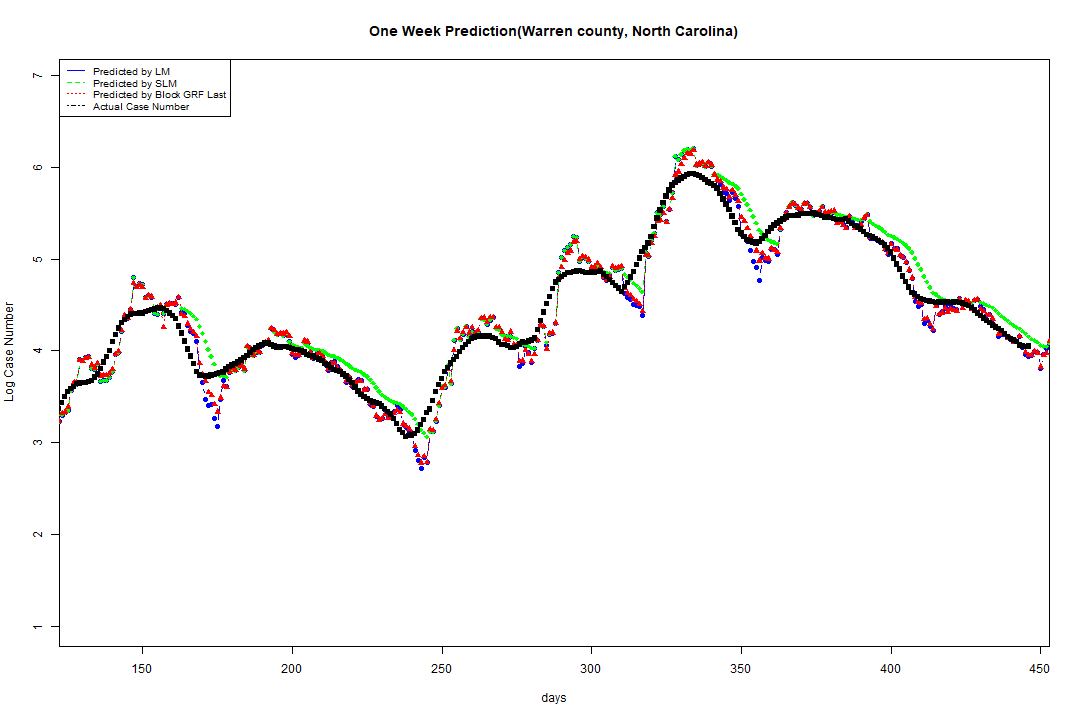 One Week Prediction(Warren county, North Carolina)
Predicted by LM
Predicted by SLM
Predicted by Block GRF Last
Actual Case Number
7
6
5
4
3
2
1
Log Case Number
150 200 250 300 350 400 450
days